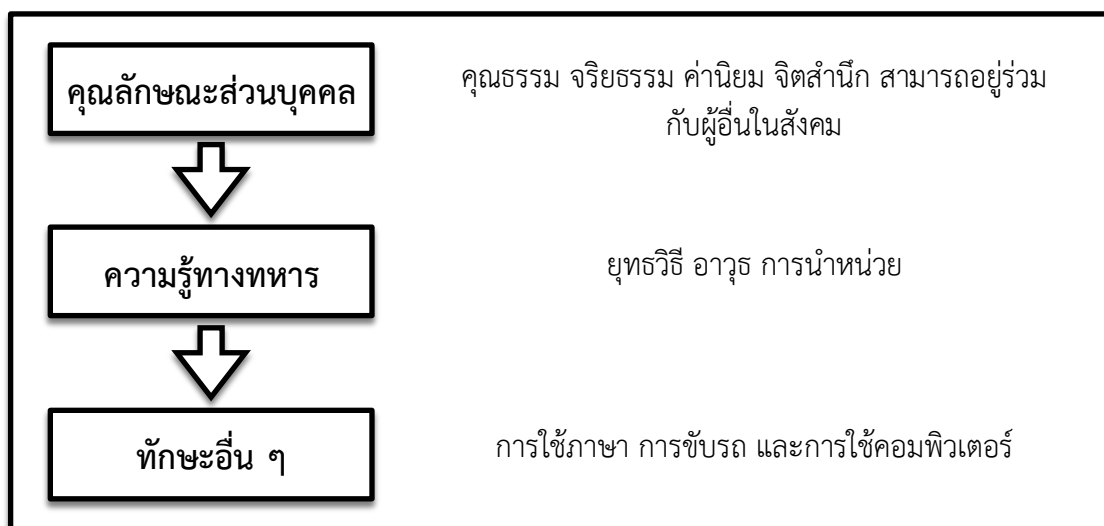 คุณลักษณะส่วนบุคคล
คุณธรรม จริยธรรม ค่านิยม จิตสำนึก สามารถอยู่ร่วม
กับผู้อื่นในสังคม
ความรู้ทางทหาร
ยุทธวิธี อาวุธ การนำหน่วย
ทักษะอื่น ๆ
การใช้ภาษา การขับรถ และการใช้คอมพิวเตอร์